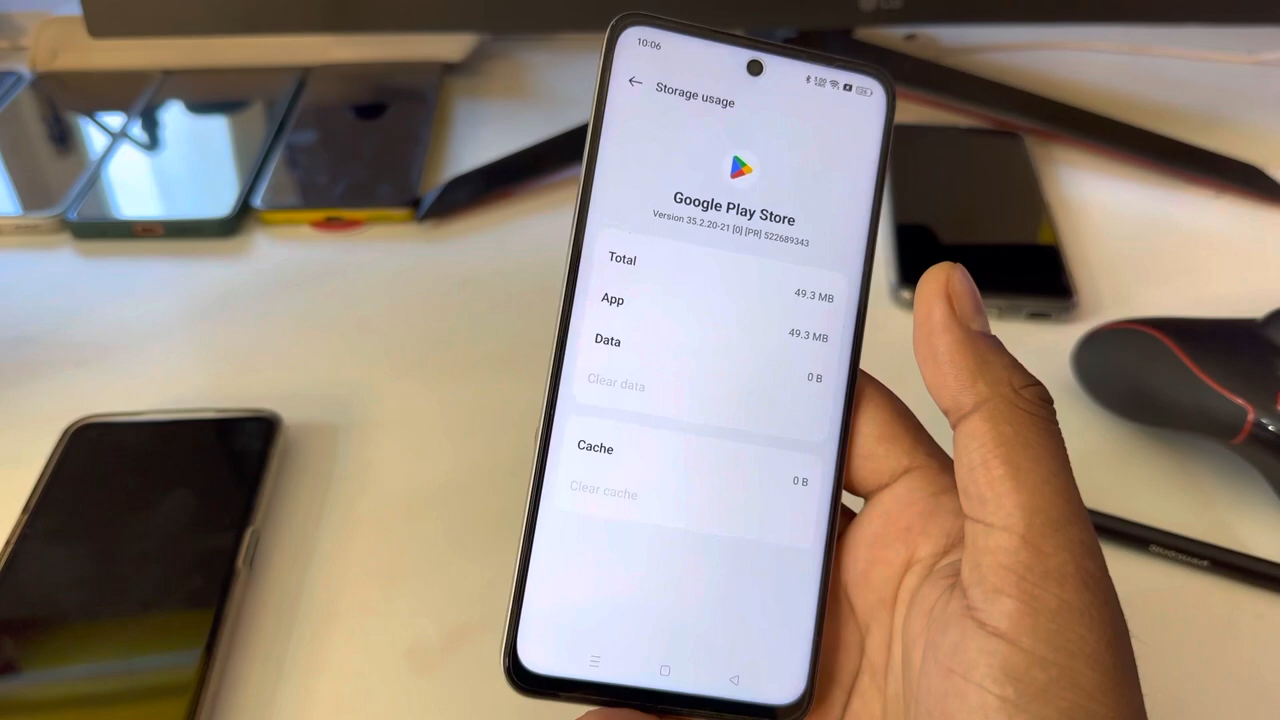 10:06
Storage usage
Google Play Store
Version 35.2.20-21 [0] [PR] 522689343
Total
49.3 MB
App
49.3 MB
Data
0 B
Clear data
Cache
0 B
Clear cache